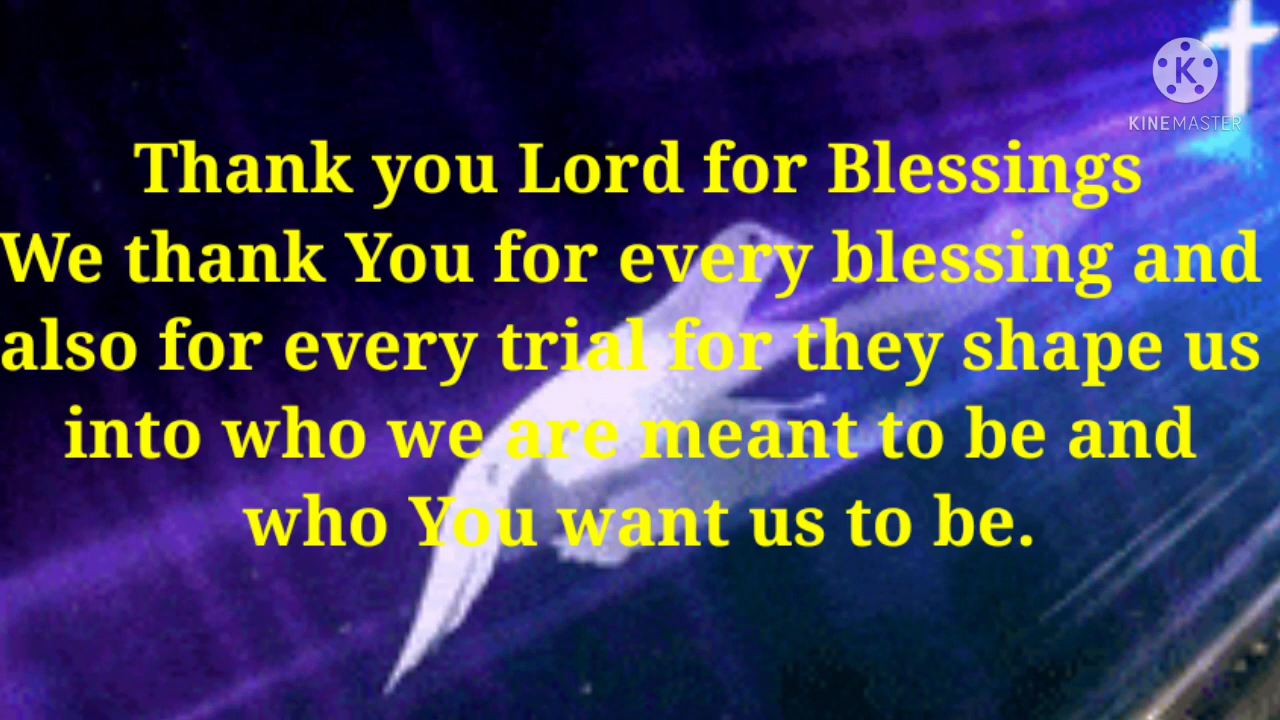 K
KINEMASTER
Thank you Lord for Blessings
We thank You for every blessing and
also for every trial for they shape us
into who we are meant to be and
who You want us to be.